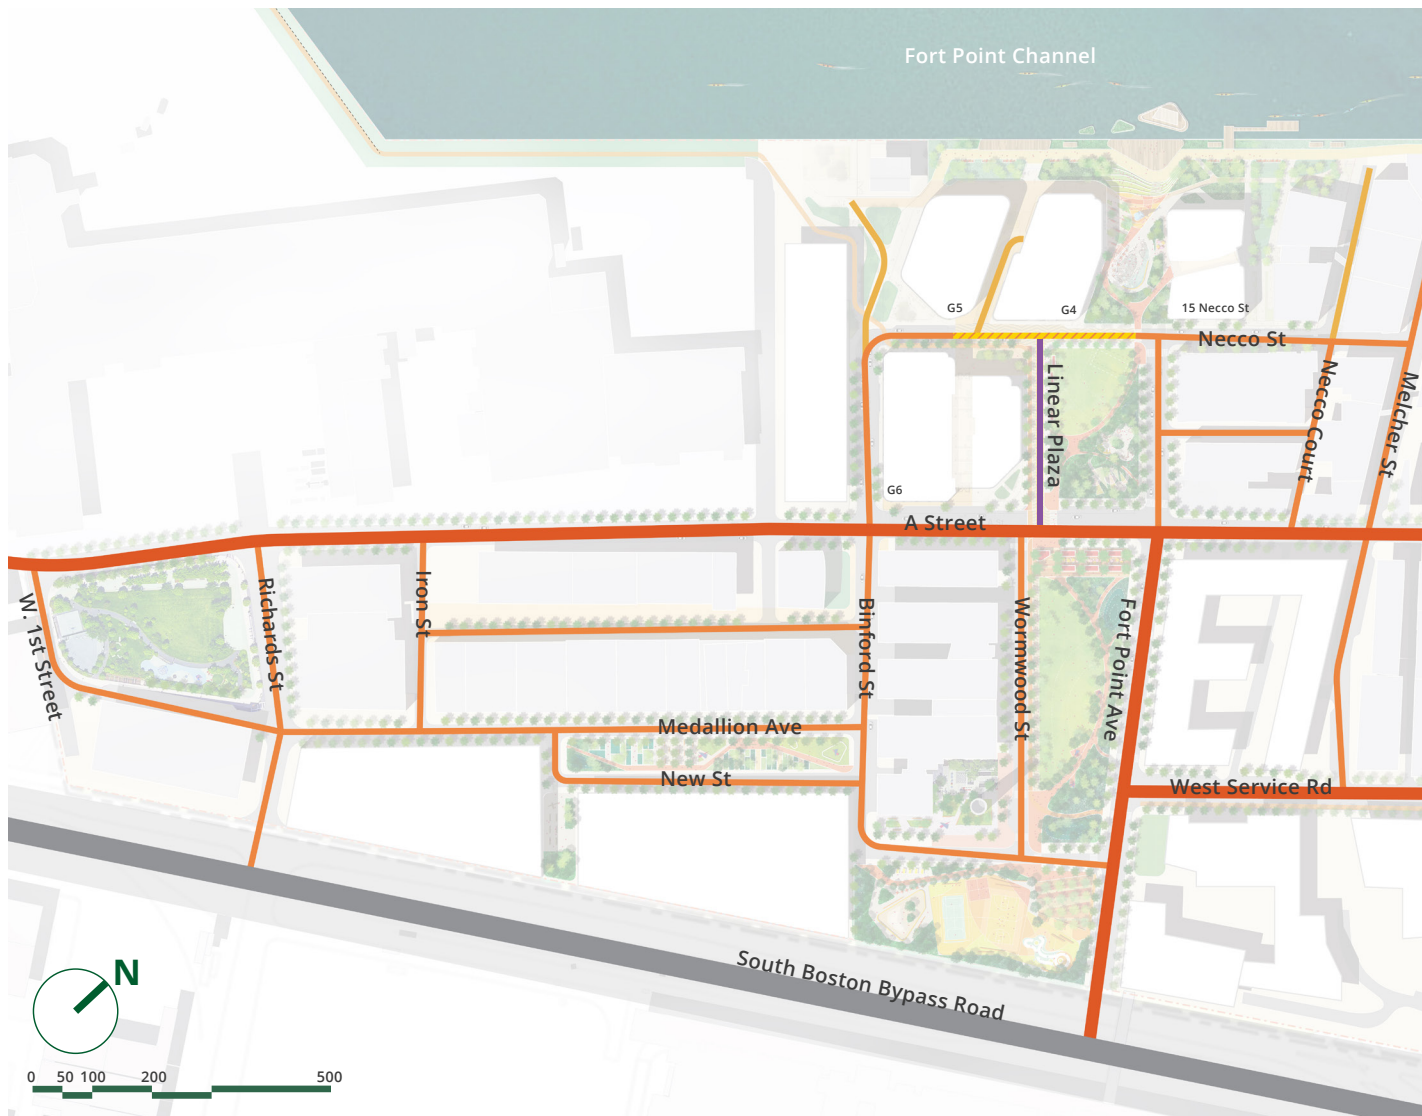 Fort Point Channel
G5
G4
15 Necco St
Necco St
Linear Plaza
Necco Court
Melcher St
G6
A Street
W. 1st Street
Richards St
Iron St
Binford St
Wormwood St
Fort Point Ave
Medallion Ave
New St
West Service Rd
South Boston Bypass Road
N
0 50 100 200 500